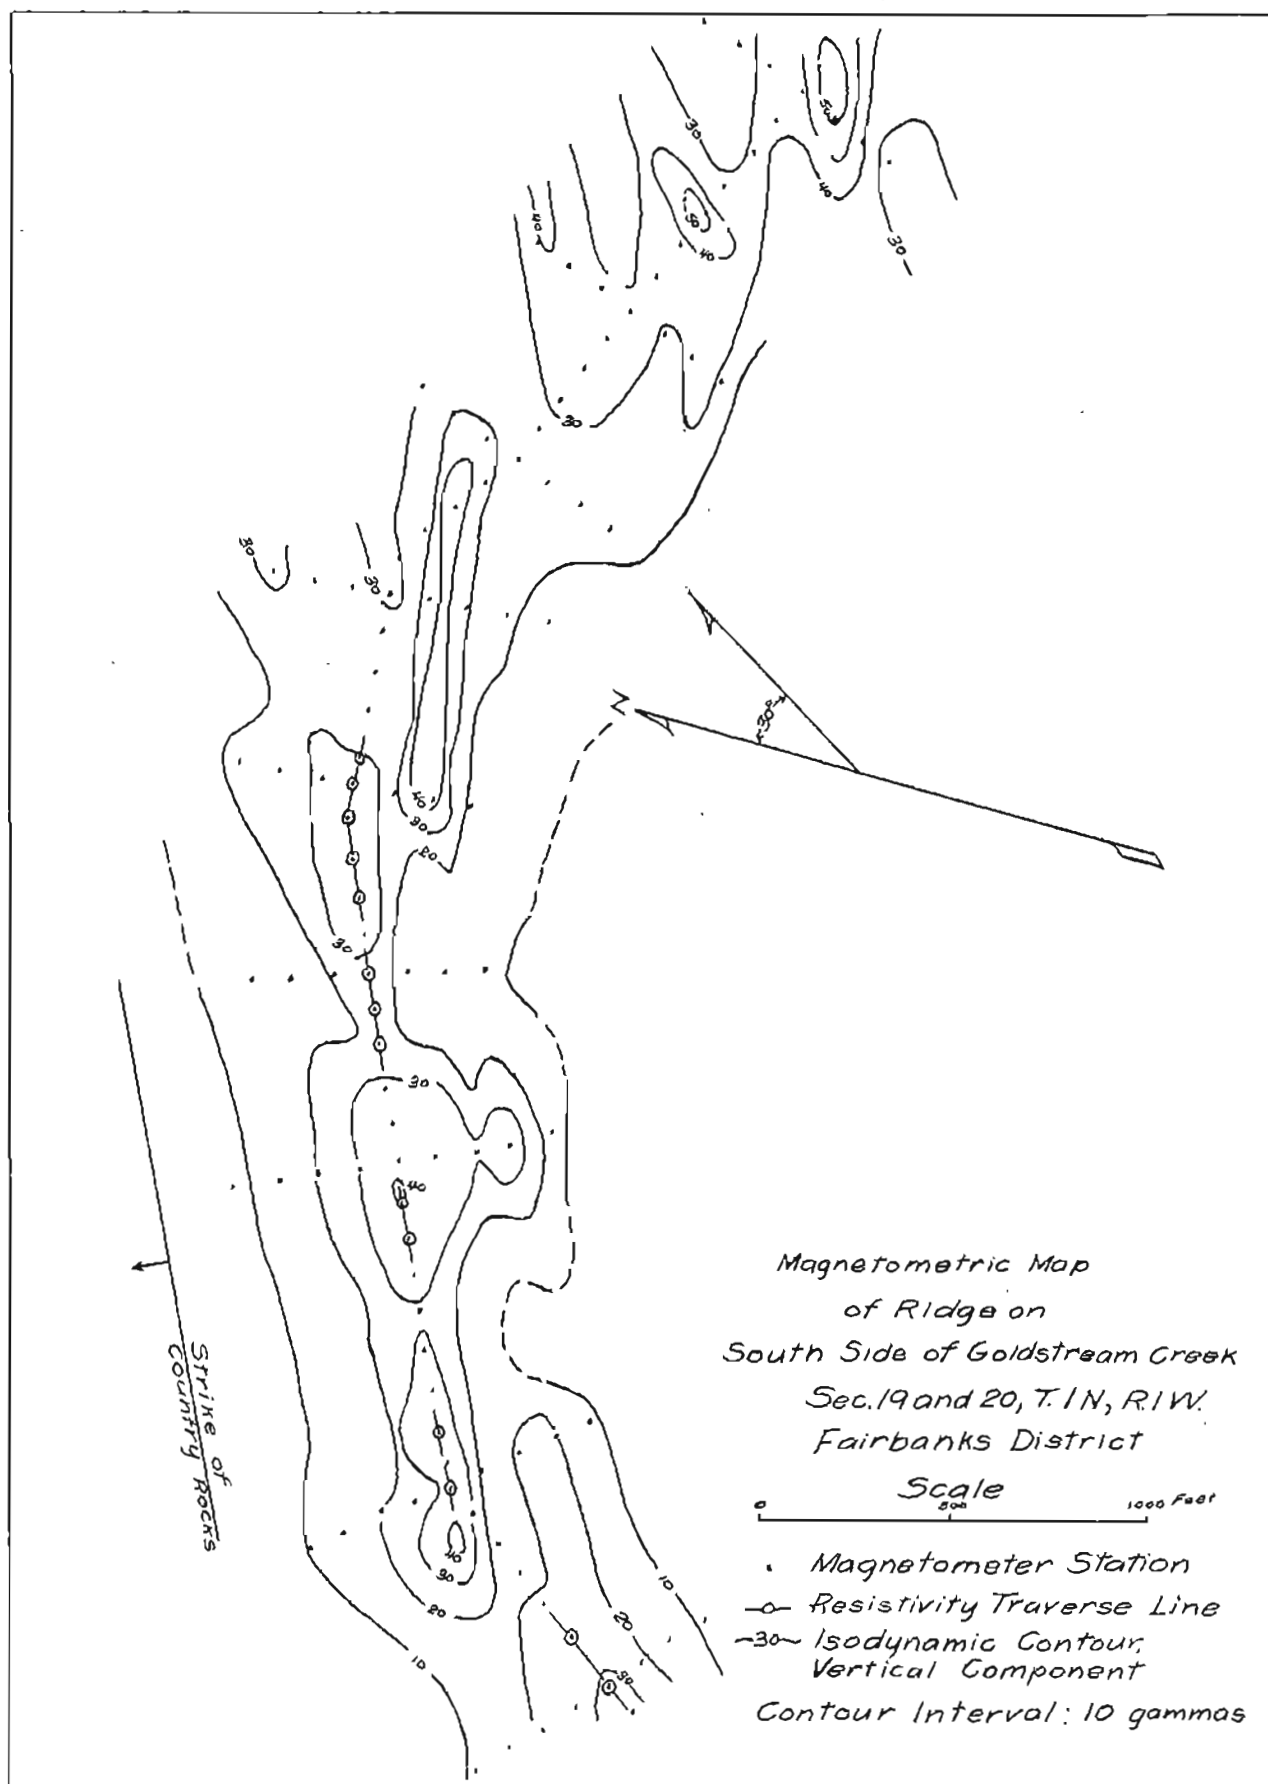 50
30
40
30
50
40
40
30
30
30
N
30°
40
30
20
30
30
40
Strike of
Country Rocks
40
30
20
10
10
20
30
Magnetometric Map
of Ridge on
South Side of Goldstream Creek
Sec. 19 and 20, T. 1 N, R 1 W.
Fairbanks District
Scale
0 500 1000 Feet
Magnetometer Station
Resistivity Traverse Line
30 Isodynamic Contour,
Vertical Component
Contour Interval: 10 gammas